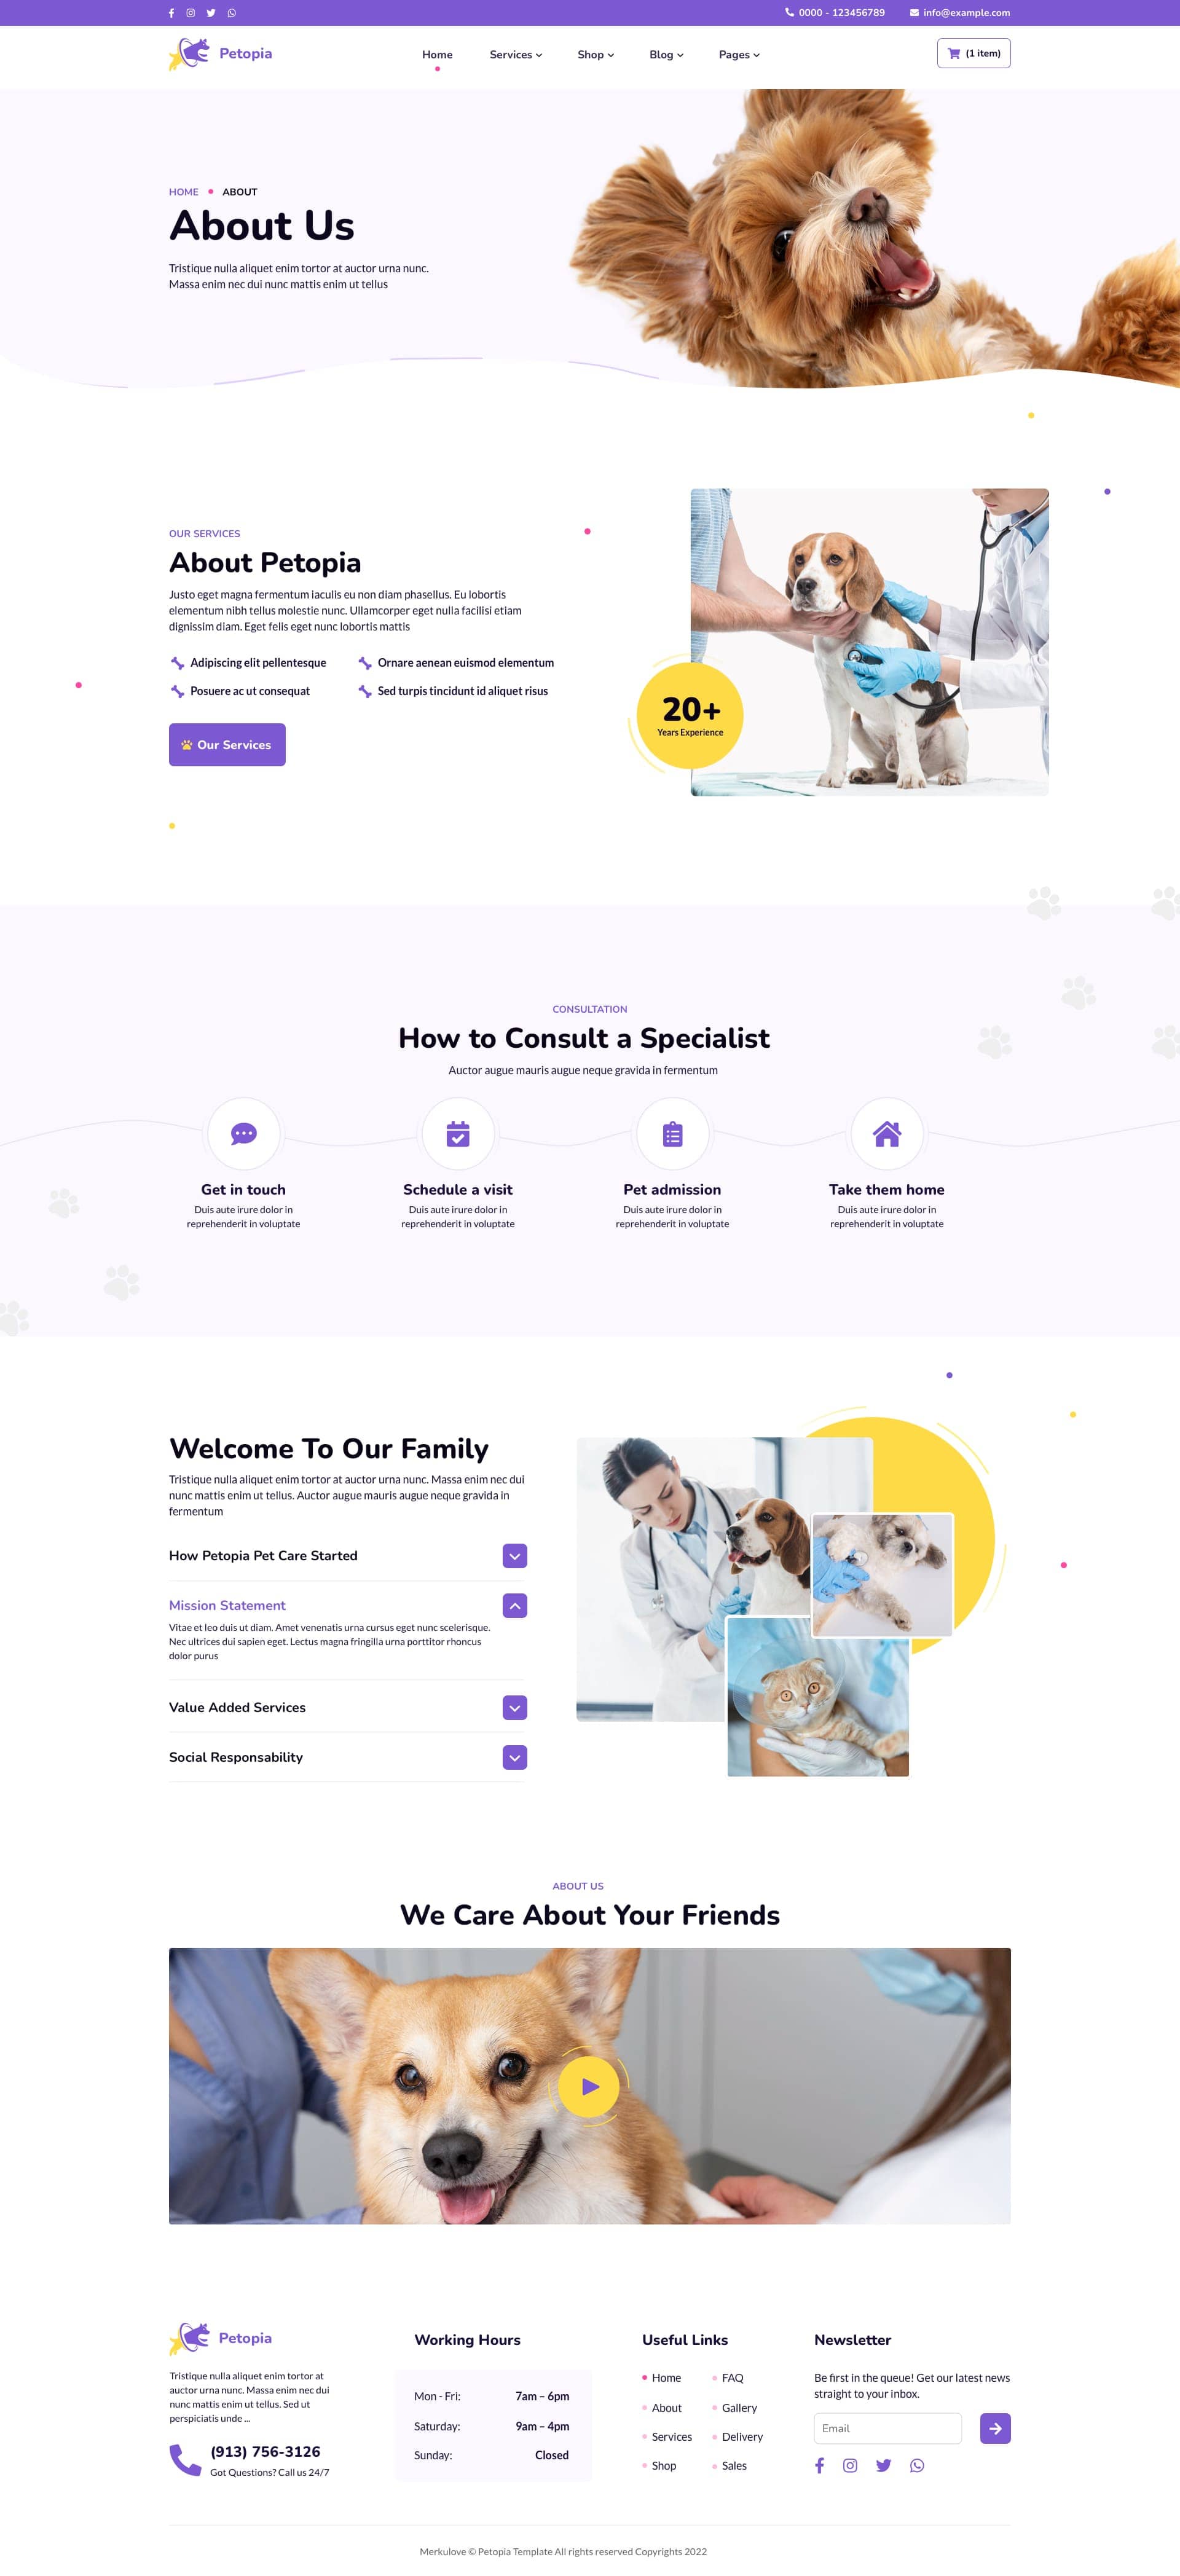 0000 - 123456789
info@example.com
Petopia
Home
Services
Shop
Blog
Pages
(1 item)
HOME
ABOUT
About Us
Tristique nulla aliquet enim tortor at auctor urna nunc.
Massa enim nec dui nunc mattis enim ut tellus
OUR SERVICES
About Petopia
Justo eget magna fermentum iaculis eu non diam phasellus. Eu lobortis
elementum nibh tellus molestie nunc. Ullamcorper eget nulla facilisi etiam
dignissim diam. Eget felis eget nunc lobortis mattis
Adipiscing elit pellentesque
Ornare aenean euismod elementum
Posuere ac ut consequat
Sed turpis tincidunt id aliquet risus
Our Services
20+
Years Experience
CONSULTATION
How to Consult a Specialist
Auctor augue mauris augue neque gravida in fermentum
Get in touch
Duis aute irure dolor in
reprehenderit in voluptate
Schedule a visit
Duis aute irure dolor in
reprehenderit in voluptate
Pet admission
Duis aute irure dolor in
reprehenderit in voluptate
Take them home
Duis aute irure dolor in
reprehenderit in voluptate
Welcome To Our Family
Tristique nulla aliquet enim tortor at auctor urna nunc. Massa enim nec dui
nunc mattis enim ut tellus. Auctor augue mauris augue neque gravida in
fermentum
How Petopia Pet Care Started
Mission Statement
Vitae et leo duis ut diam. Amet venenatis urna cursus eget nunc scelerisque.
Nec ultrices dui sapien eget. Lectus magna fringilla urna porttitor rhoncus
dolor purus
Value Added Services
Social Responsability
ABOUT US
We Care About Your Friends
Petopia
Tristique nulla aliquet enim tortor at
auctor urna nunc. Massa enim nec dui
nunc mattis enim ut tellus. Sed ut
perspiciatis unde ...
(913) 756-3126
Got Questions? Call us 24/7
Working Hours
Mon - Fri:
7am – 6pm
Saturday:
9am – 4pm
Sunday:
Closed
Useful Links
Home
About
Services
Shop
FAQ
Gallery
Delivery
Sales
Newsletter
Be first in the queue! Get our latest news
straight to your inbox.
Email
Merkulove © Petopia Template All rights reserved Copyrights 2022